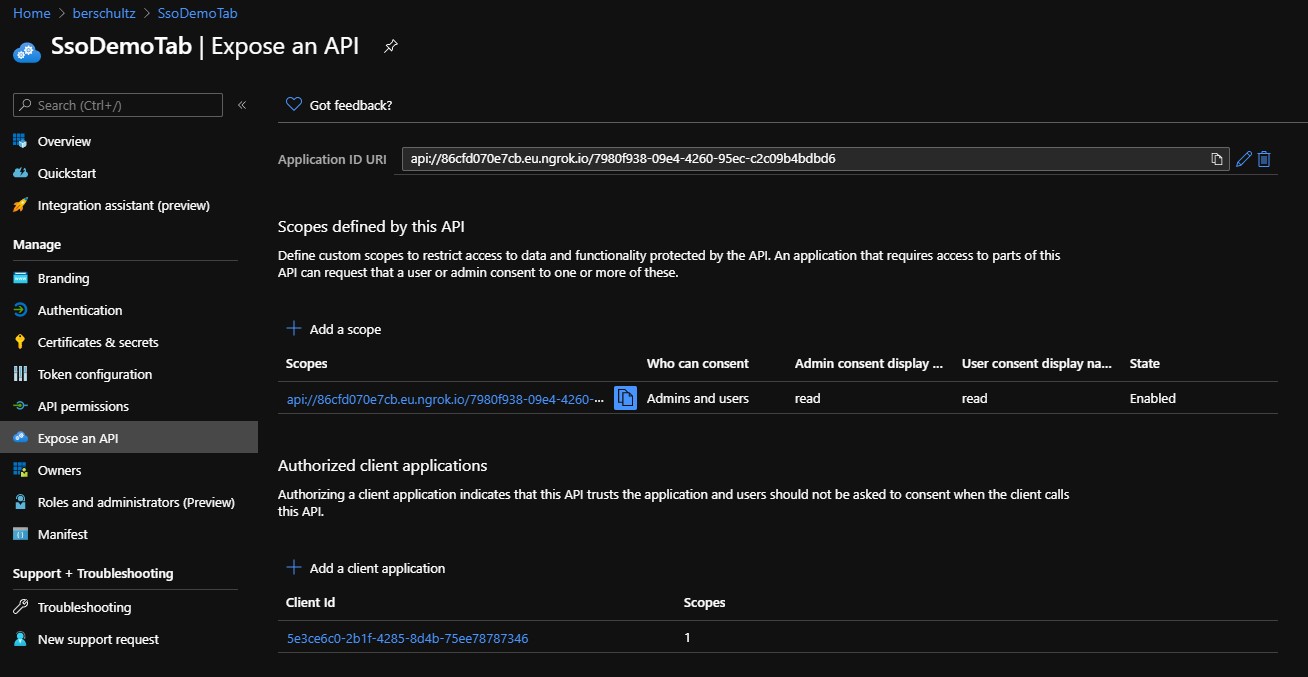 Home > berschultz > SsoDemoTab
SsoDemoTab | Expose an API
Search (Ctrl+/)
«
Got feedback?
Overview
Quickstart
Integration assistant (preview)
Manage
Branding
Authentication
Certificates & secrets
Token configuration
API permissions
Expose an API
Owners
Roles and administrators (Preview)
Manifest
Support + Troubleshooting
Troubleshooting
New support request
Application ID URI
api://86cfd070e7cb.eu.ngrok.io/7980f938-09e4-4260-95ec-c2c09b4bdbd6
Scopes defined by this API
Define custom scopes to restrict access to data and functionality protected by the API. An application that requires access to parts of this
API can request that a user or admin consent to one or more of these.
Add a scope
Scopes Who can consent Admin consent display ... User consent display na... State
api://86cfd070e7cb.eu.ngrok.io/7980f938-09e4-4260-... Admins and users read read Enabled
Authorized client applications
Authorizing a client application indicates that this API trusts the application and users should not be asked to consent when the client calls
this API.
Add a client application
Client Id Scopes
5e3ce6c0-2b1f-4285-8d4b-75ee78787346 1